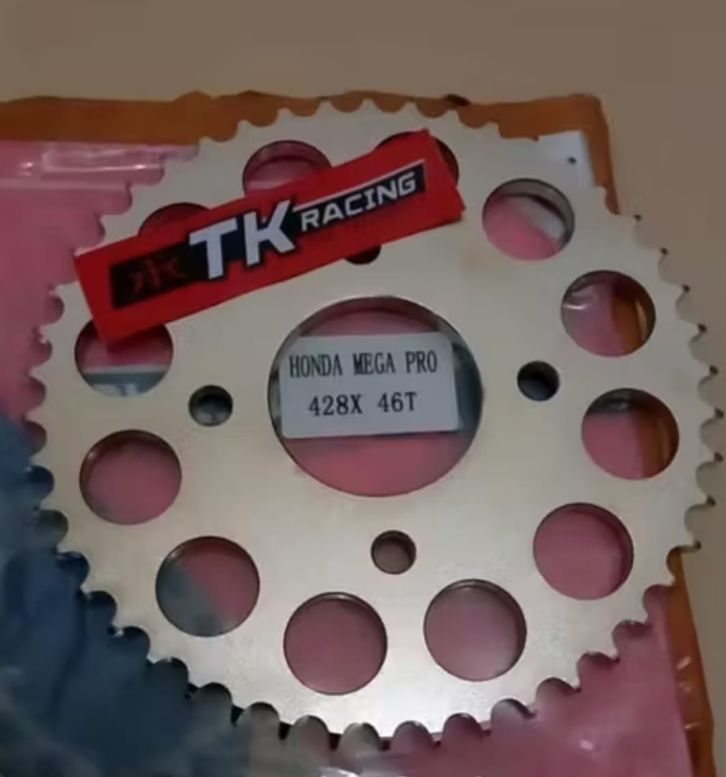 TK RACING
HONDA MEGA PRO
428X 46T